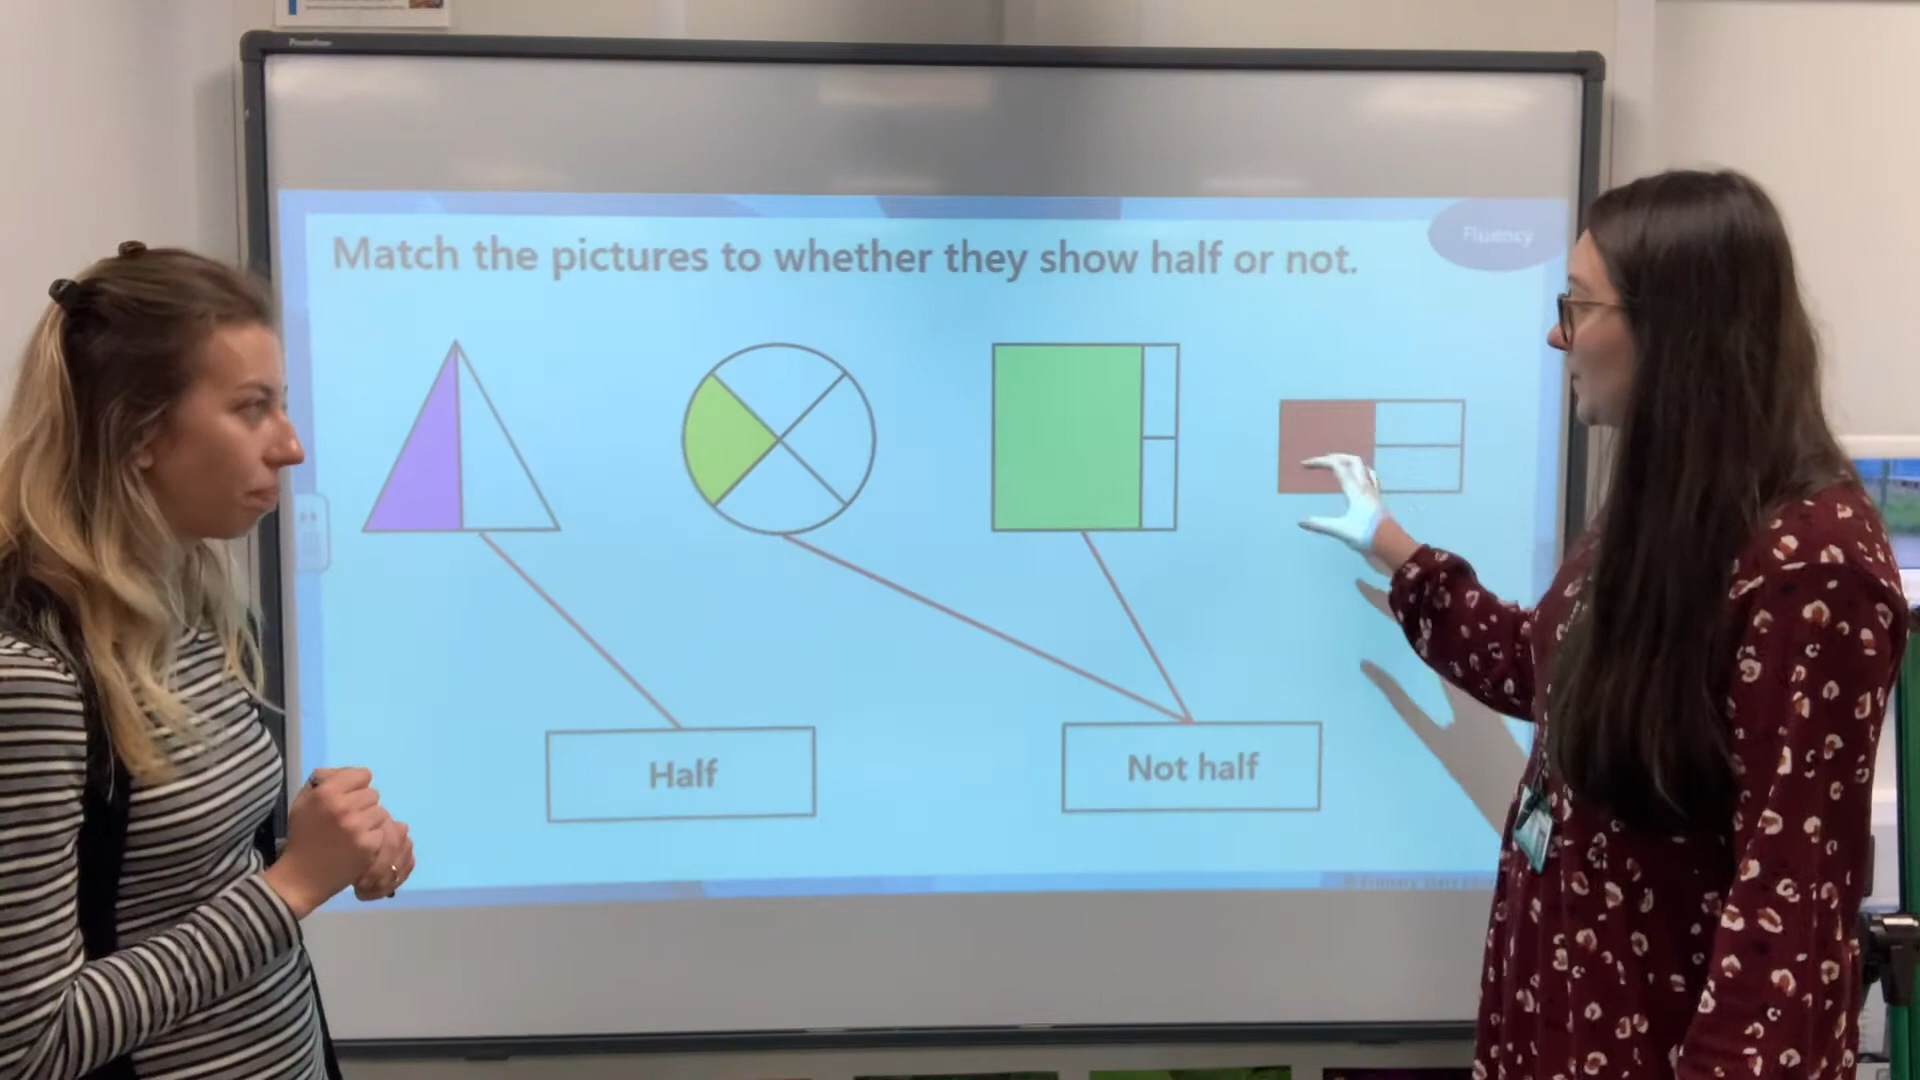 Match the pictures to whether they show half or not.
Fluency
Half
Not half